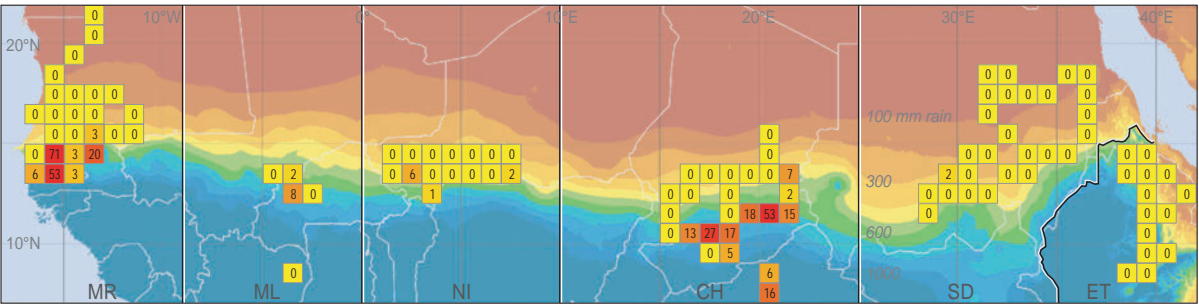 0 10°W 0 10°E 20°E 30°E 40°E
0
20°N 0
0 0 0 0 0
0 0 0 0 0 0 0 0 0
0 0 0 0 0 100 mm rain 0 0
0 0 3 0 0 0 0 0
0 71 3 20 0 0 0 0 0 0 0 0 0 0 0 0 0 0 0
6 53 3 0 2 0 6 0 0 0 0 2 0 0 0 0 0 7 300 2 0 0 0 0 0 0
8 0 1 0 0 0 2 0 0 0 0 0 0 0
0 0 18 53 15 0 0 0
10°N 0 13 27 17 600 0 0
0 5 0 0
0 6 1000 0 0
MR ML NI CH 16 SD ET